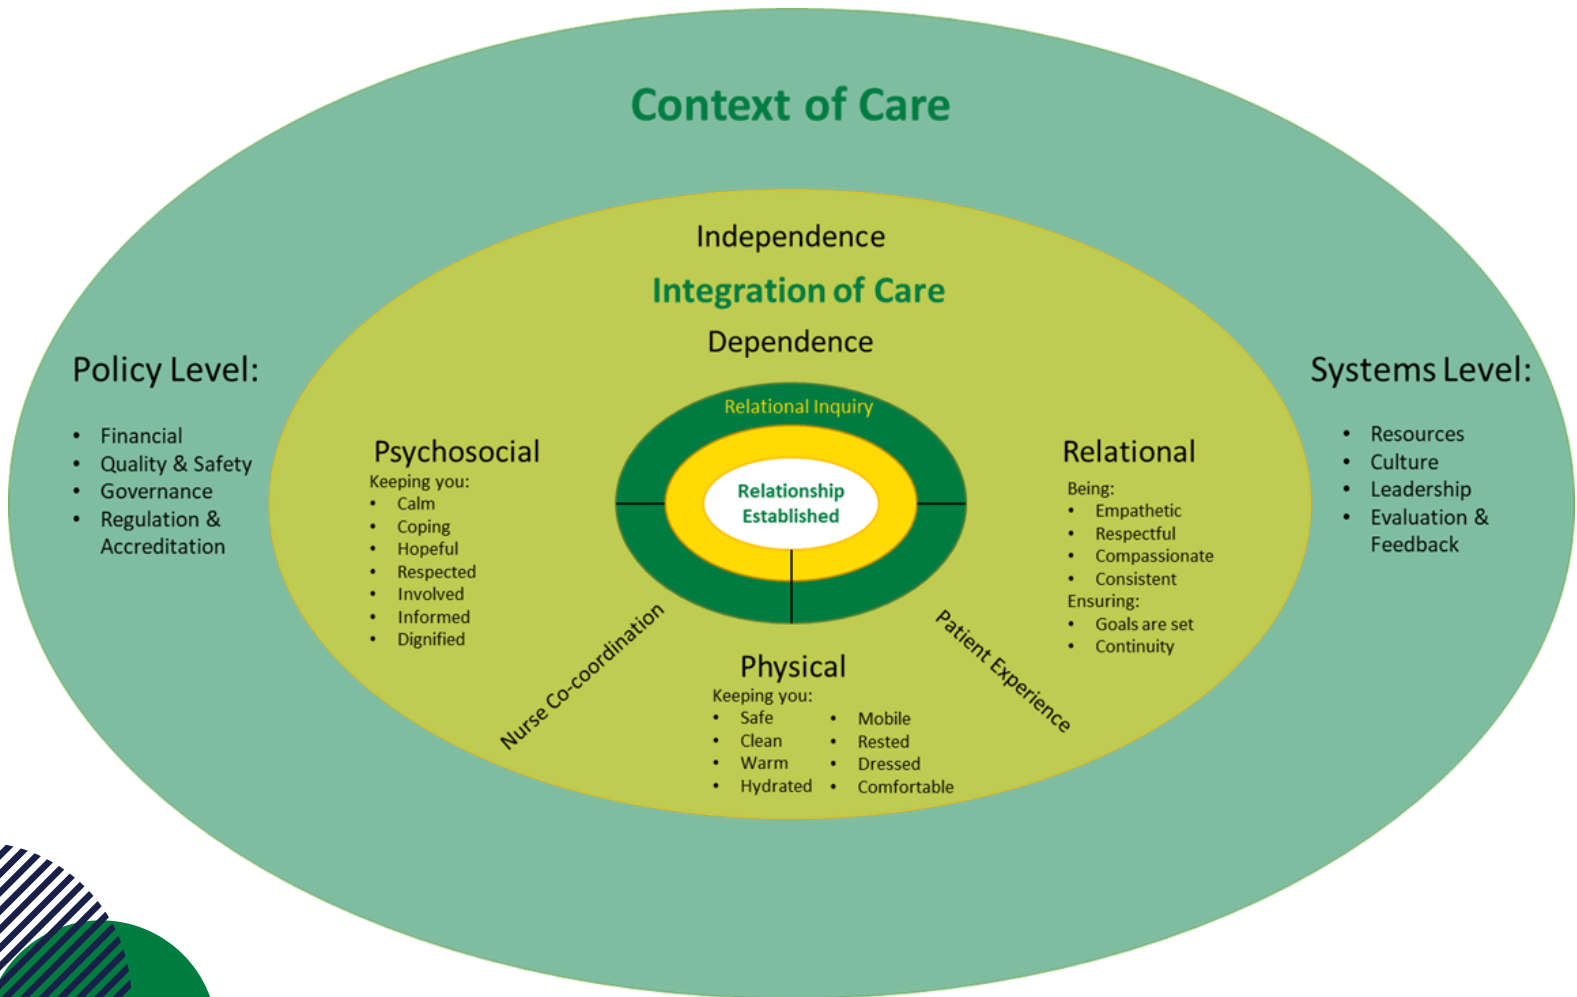 Context of Care
Independence
Integration of Care
Dependence
Policy Level:
• Financial
• Quality & Safety
• Governance
• Regulation &
Accreditation
Psychosocial
Keeping you:
• Calm
• Coping
• Hopeful
• Respected
• Involved
• Informed
• Dignified
Relational Inquiry
Relationship
Established
Relational
Being:
• Empathetic
• Respectful
• Compassionate
• Consistent
Ensuring:
• Goals are set
• Continuity
Systems Level:
• Resources
• Culture
• Leadership
• Evaluation &
Feedback
Nurse Co-coordination
Physical
Keeping you:
• Safe
• Clean
• Warm
• Hydrated
• Mobile
• Rested
• Dressed
• Comfortable
Patient Experience